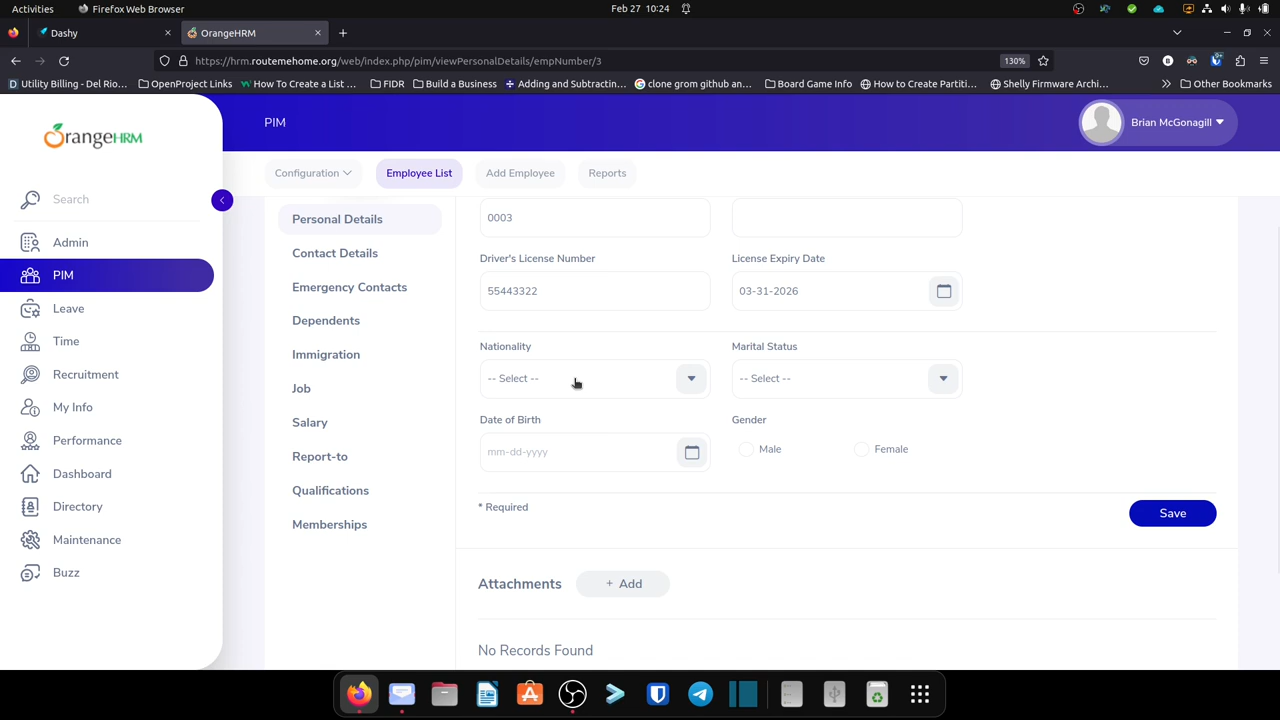 Activities
Firefox Web Browser
Feb 27 10:24
Dashy
OrangeHRM
https://hrm.routemehome.org/web/index.php/pim/viewPersonalDetails/empNumber/3
130%
Utility Billing - Del Rio...
OpenProject Links
How To Create a List ...
FIDR
Build a Business
Adding and Subtractin...
clone grom github an...
Board Game Info
How to Create Partiti...
Shelly Firmware Archi...
Other Bookmarks
OrangeHRM
PIM
Brian McGonagill
Configuration
Employee List
Add Employee
Reports
Search
Admin
PIM
Leave
Time
Recruitment
My Info
Performance
Dashboard
Directory
Maintenance
Buzz
Personal Details
Contact Details
Emergency Contacts
Dependents
Immigration
Job
Salary
Report-to
Qualifications
Memberships
0003
Driver's License Number
License Expiry Date
55443322
03-31-2026
Nationality
Marital Status
-- Select --
-- Select --
Date of Birth
Gender
mm-dd-yyyy
Male
Female
* Required
Save
Attachments
+ Add
No Records Found